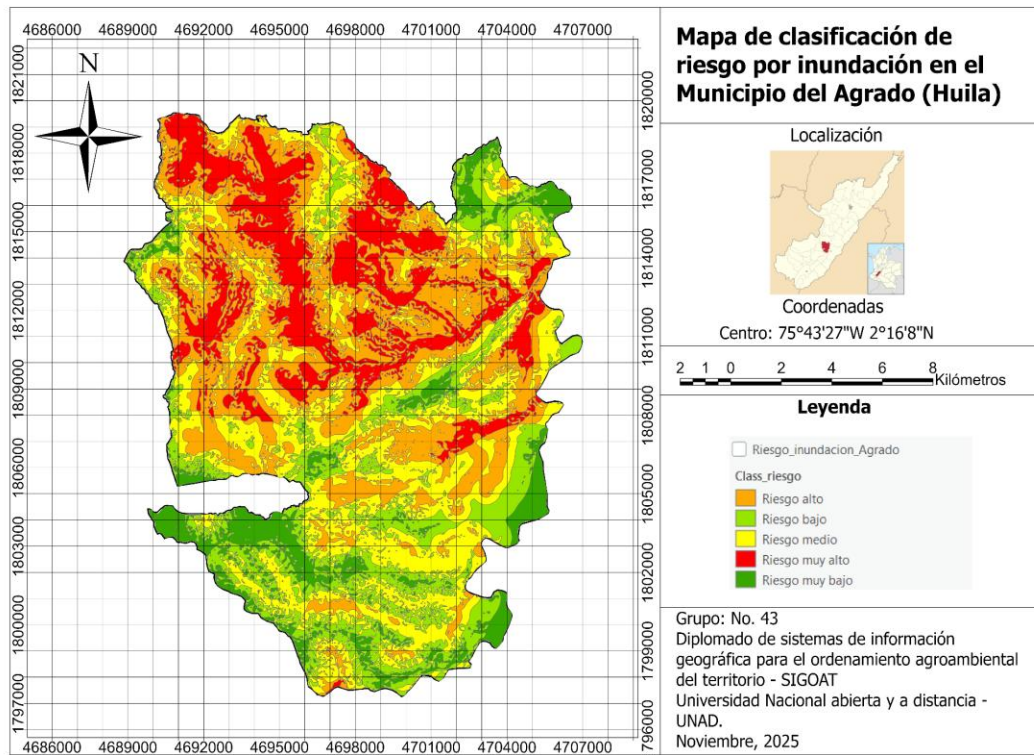 4686000 4689000 4692000 4695000 4698000 4701000 4704000 4707000
N
1821000
1818000
1815000
1812000
1809000
1806000
1803000
1800000
1797000
1820000
1817000
1814000
1811000
1808000
1805000
1802000
1799000
1796000
4686000 4689000 4692000 4695000 4698000 4701000 4704000 4707000
Mapa de clasificación de
riesgo por inundación en el
Municipio del Agrado (Huila)
Localización
Coordenadas
Centro: 75°43'27"W 2°16'8"N
2 0 2 4 6 8
Kilómetros
Leyenda
Riesgo_inundacion_Agrado
Class_riesgo
Riesgo alto
Riesgo bajo
Riesgo medio
Riesgo muy alto
Riesgo muy bajo
Grupo: No. 43
Diplomado de sistemas de información
geográfica para el ordenamiento agroambiental
del territorio - SIGOAT
Universidad Nacional abierta y a distancia -
UNAD.
Noviembre, 2025